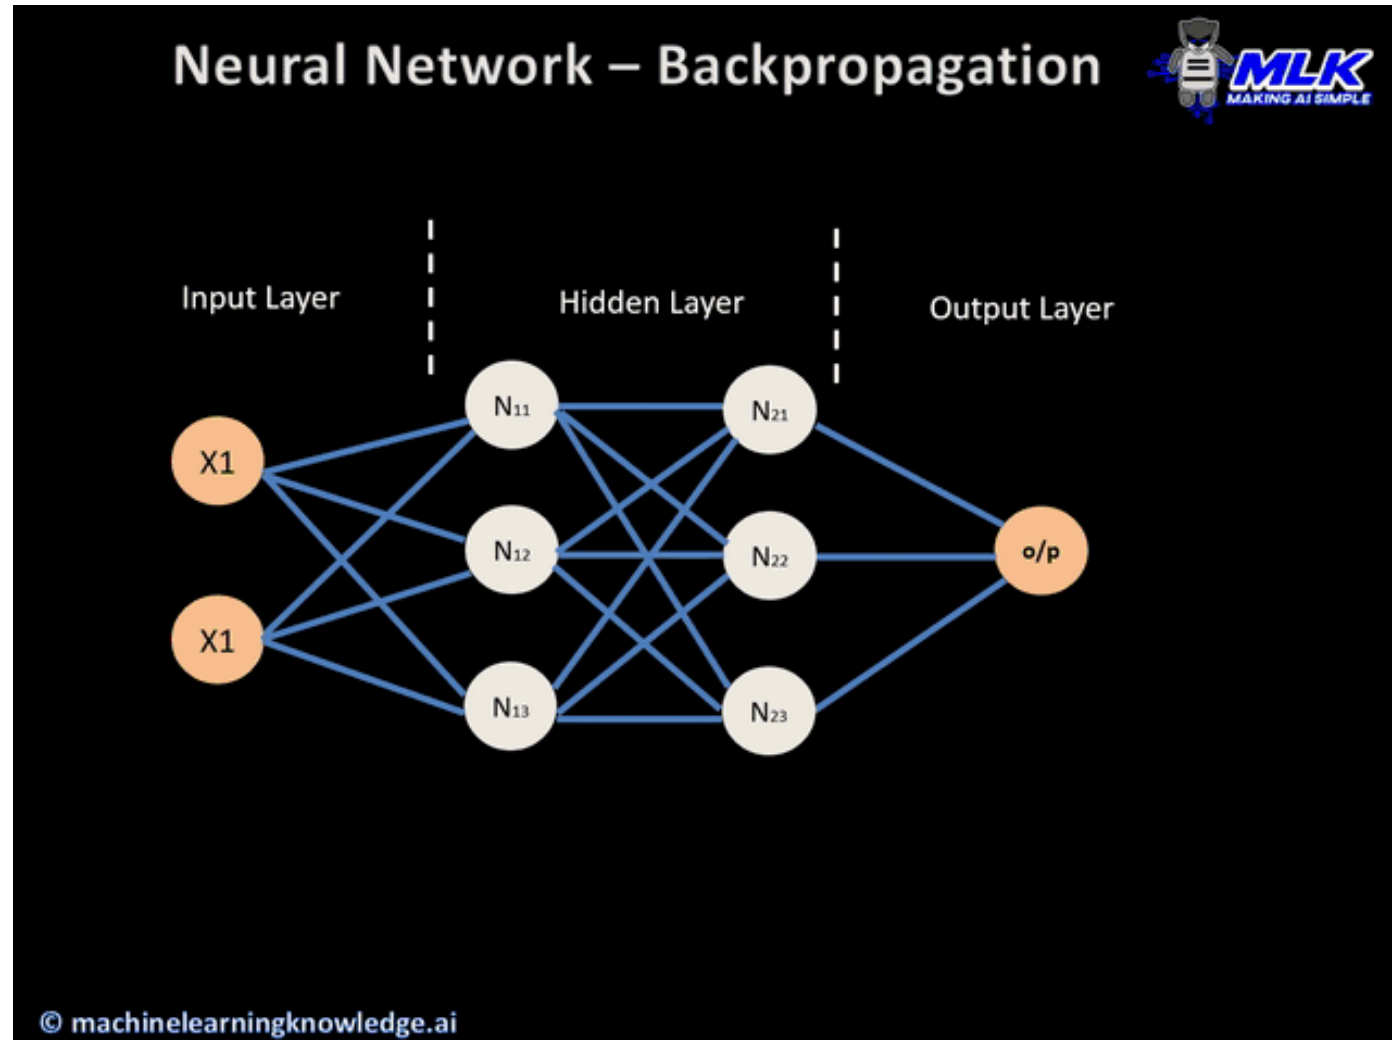 Neural Network – Backpropagation
MLK
MAKING AI SIMPLE
Input Layer
Hidden Layer
Output Layer
N11
N21
X1
N12
N22
o/p
X1
N13
N23
© machinelearningknowledge.ai